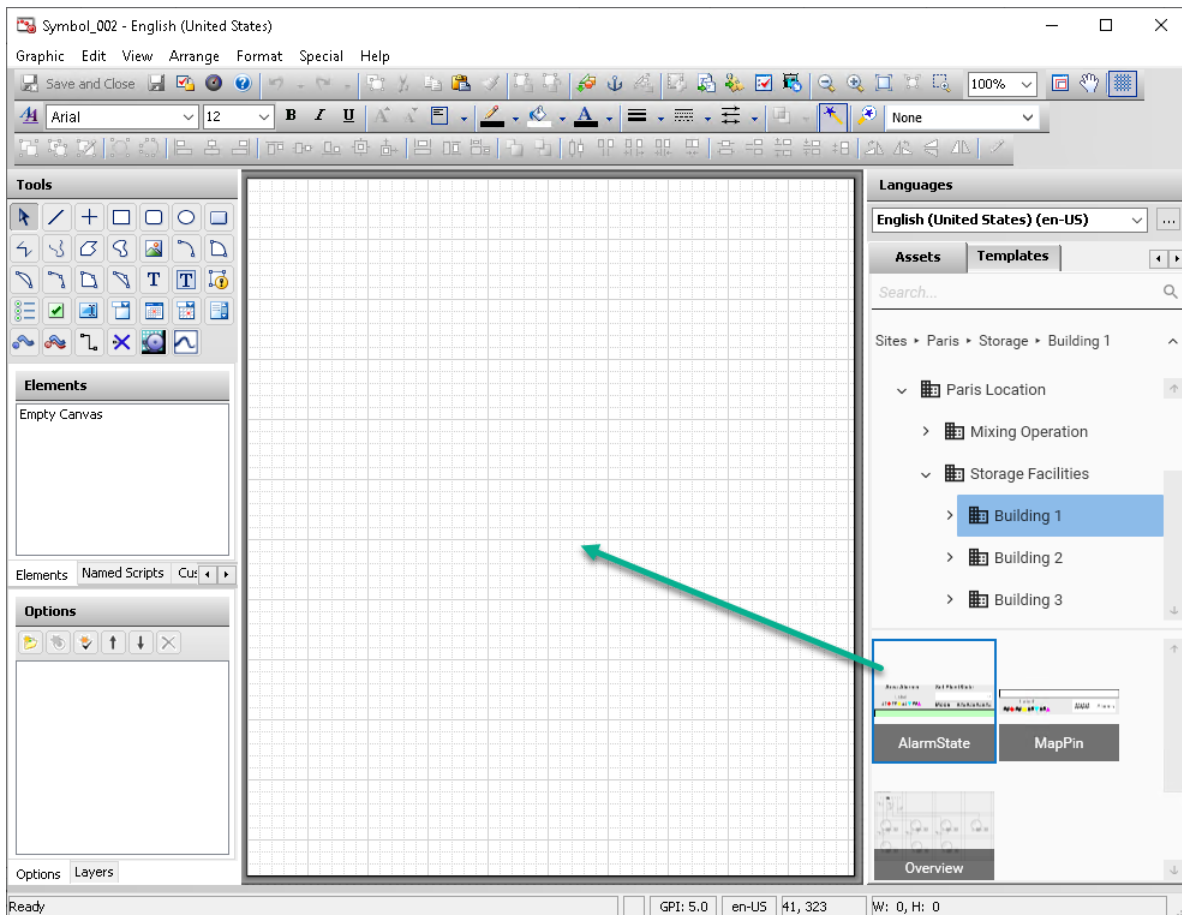 Symbol_002 - English (United States)
Graphic Edit View Arrange Format Special Help
Save and Close
100%
Arial
12
B I U
None
Tools
T T
Elements
Empty Canvas
Elements Named Scripts Cus
Options
Options Layers
Languages
English (United States) (en-US)
Assets Templates
Search...
Sites ▸ Paris ▸ Storage ▸ Building 1
Paris Location
Mixing Operation
Storage Facilities
Building 1
Building 2
Building 3
AlarmState
MapPin
Overview
Ready
GPI: 5.0
en-US
41, 323
W: 0, H: 0